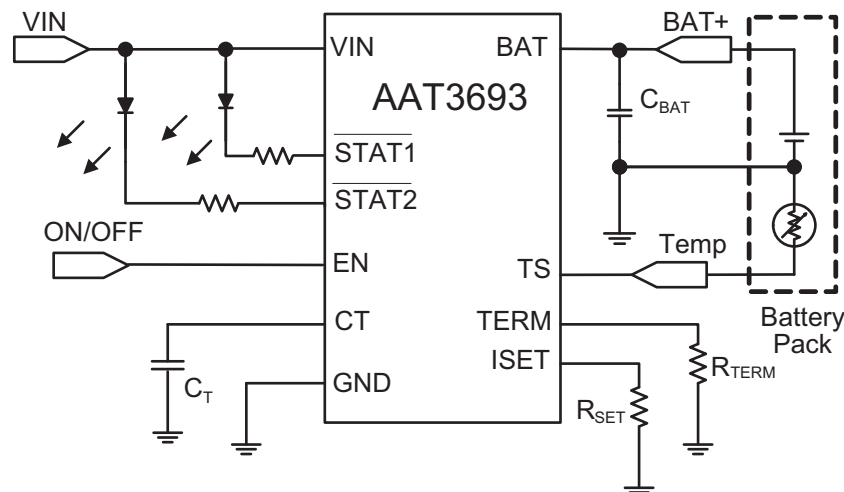 VIN
BAT+
VIN
BAT
AAT3693
C_BAT
STAT1
STAT2
ON/OFF
Temp
EN
TS
CT
TERM
Battery
Pack
ISET
R_TERM
C_T
GND
R_SET